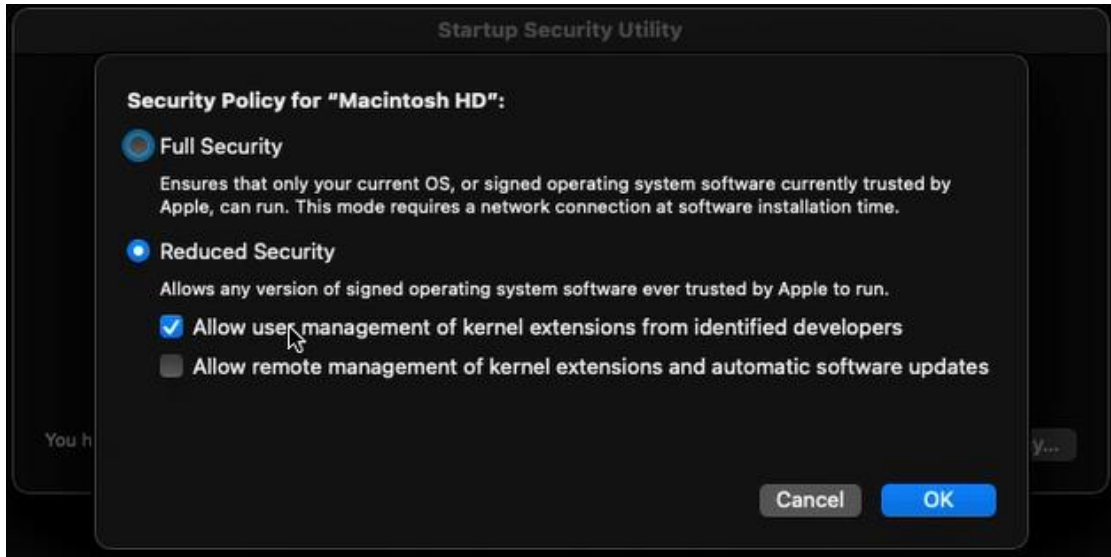 Startup Security Utility
Security Policy for “Macintosh HD”:
Full Security
Ensures that only your current OS, or signed operating system software currently trusted by
Apple, can run. This mode requires a network connection at software installation time.
Reduced Security
Allows any version of signed operating system software ever trusted by Apple to run.
Allow user management of kernel extensions from identified developers
Allow remote management of kernel extensions and automatic software updates
You h
y...
Cancel
OK